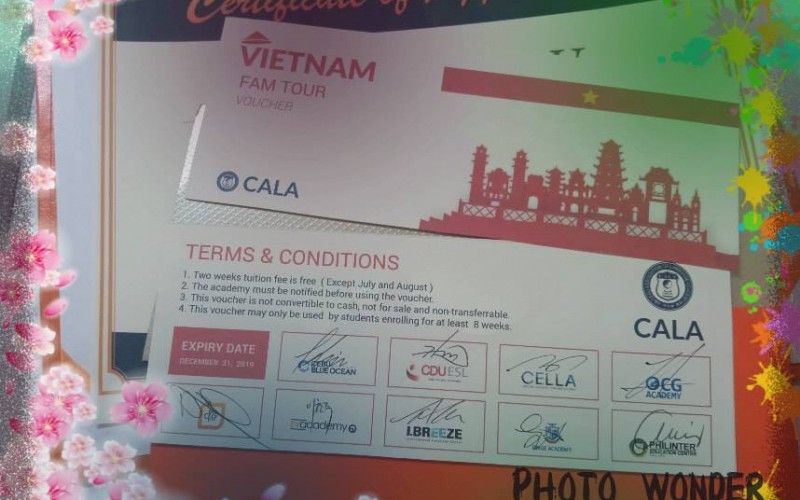 Certificate of
VIETNAM
FAM TOUR
VOUCHER
CALA
TERMS & CONDITIONS
1. Two weeks tuition fee is free ( Except July and August )
2. The academy must be notified before using the voucher.
3. This voucher is not convertible to cash, not for sale and non-transferrable.
4. This voucher may only be used by students enrolling for at least 8 weeks.
CALA
EXPIRY DATE
DECEMBER 21, 2019
BLUE OCEAN
CDU ESL
CELLA
OCG
ACADEMY
academy
I.BREEZE
ACADEMY
PHILINTER
EDUCATION CENTER
PHOTO WONDER